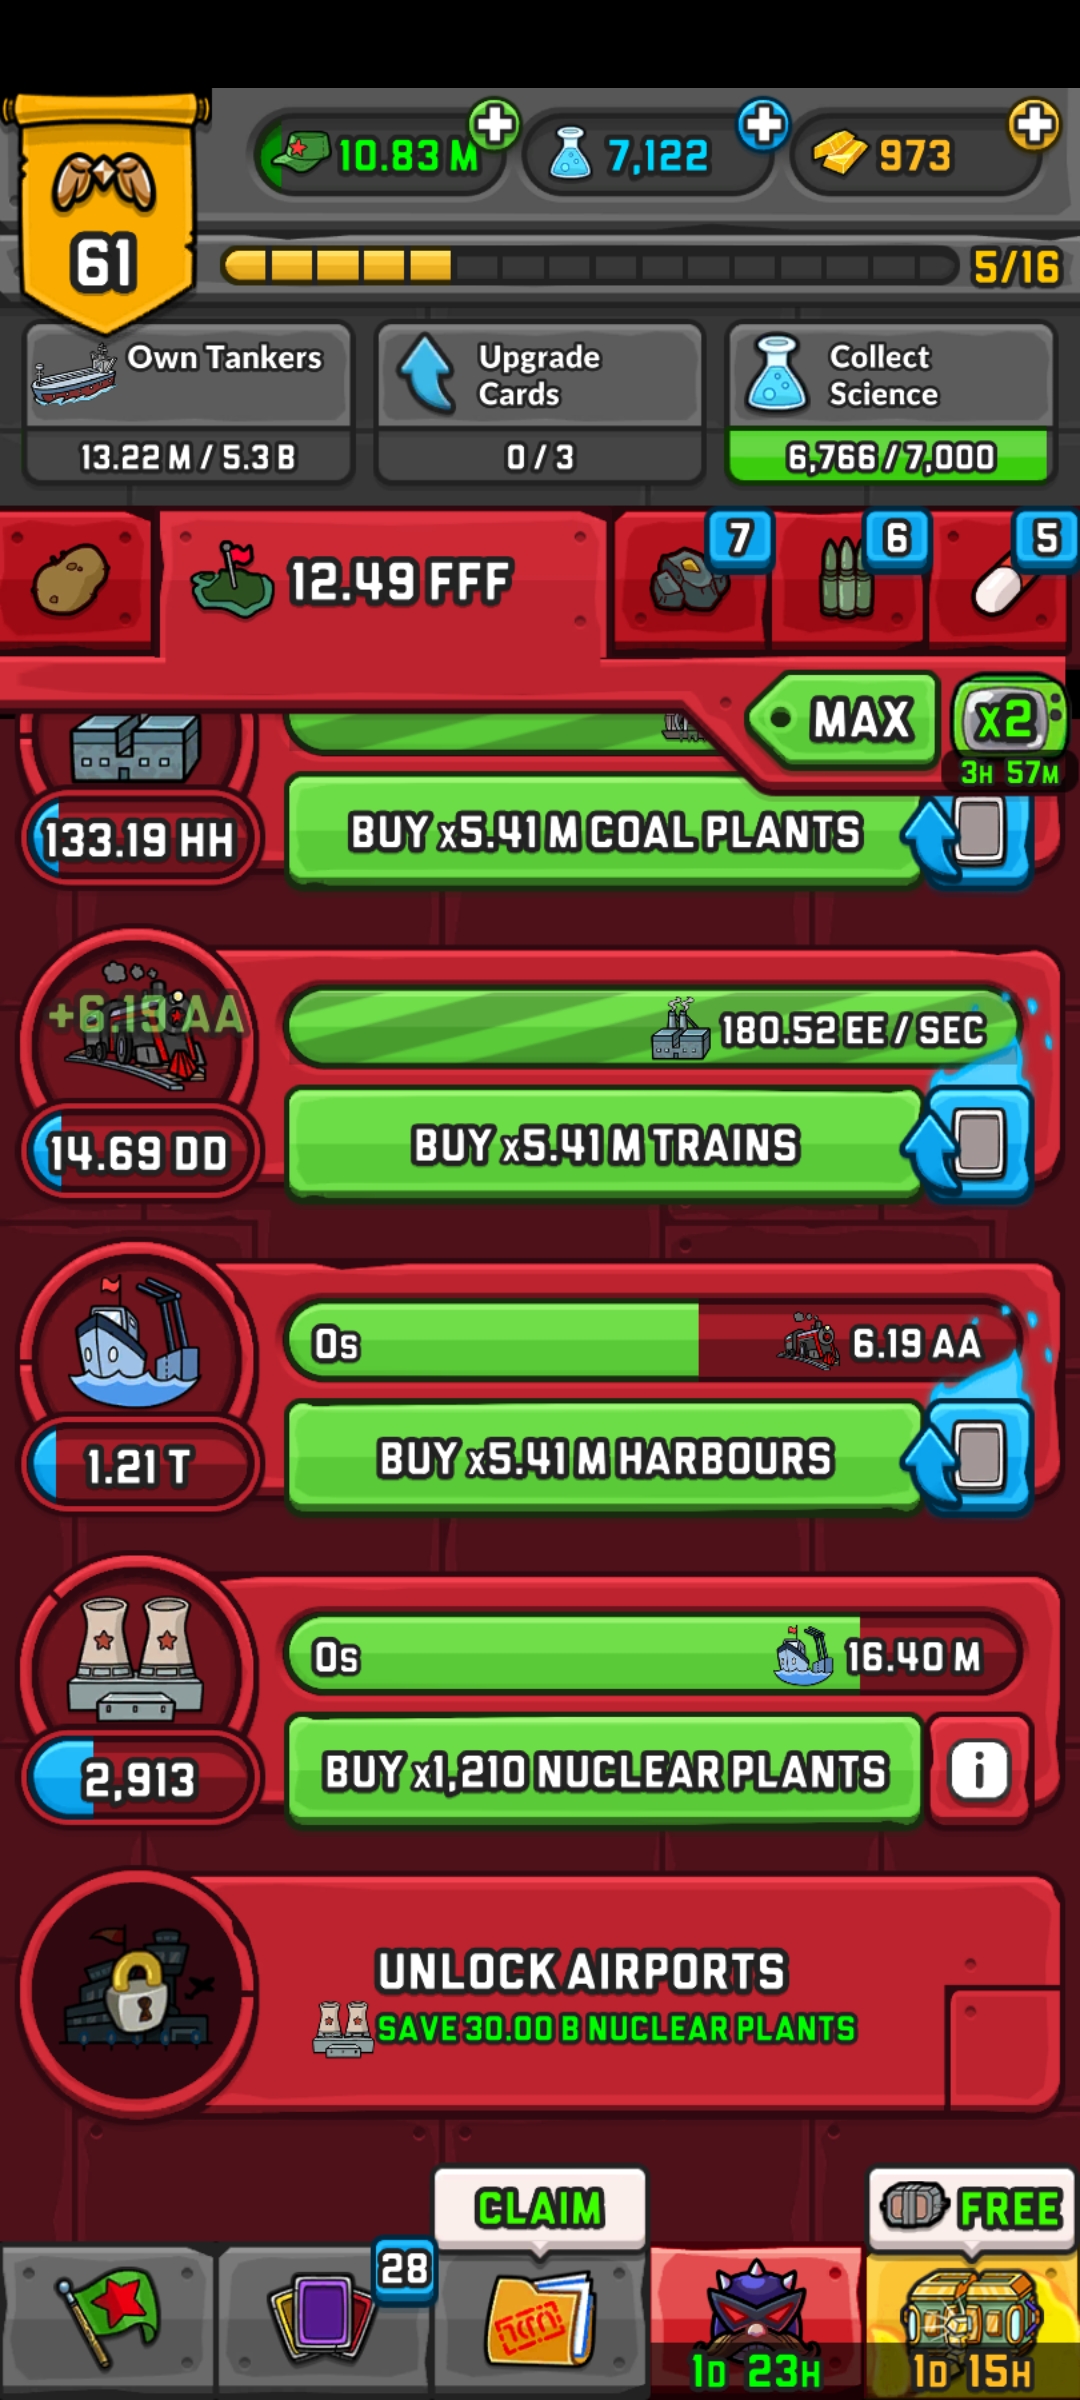 61
10.83 M
7,122
973
5/16
Own Tankers
13.22 M / 5.3 B
Upgrade
Cards
0 / 3
Collect
Science
6,766 / 7,000
12.49 FFF
7
6
5
MAX
x2
3H 57M
133.19 HH
BUY x5.41 M COAL PLANTS
+6.19 AA
180.52 EE / SEC
14.69 DD
BUY x5.41 M TRAINS
0s
6.19 AA
1.21 T
BUY x5.41 M HARBOURS
0s
16.40 M
2,913
BUY x1,210 NUCLEAR PLANTS
i
UNLOCK AIRPORTS
SAVE 30.00 B NUCLEAR PLANTS
CLAIM
FREE
28
1D 23H
1D 15H